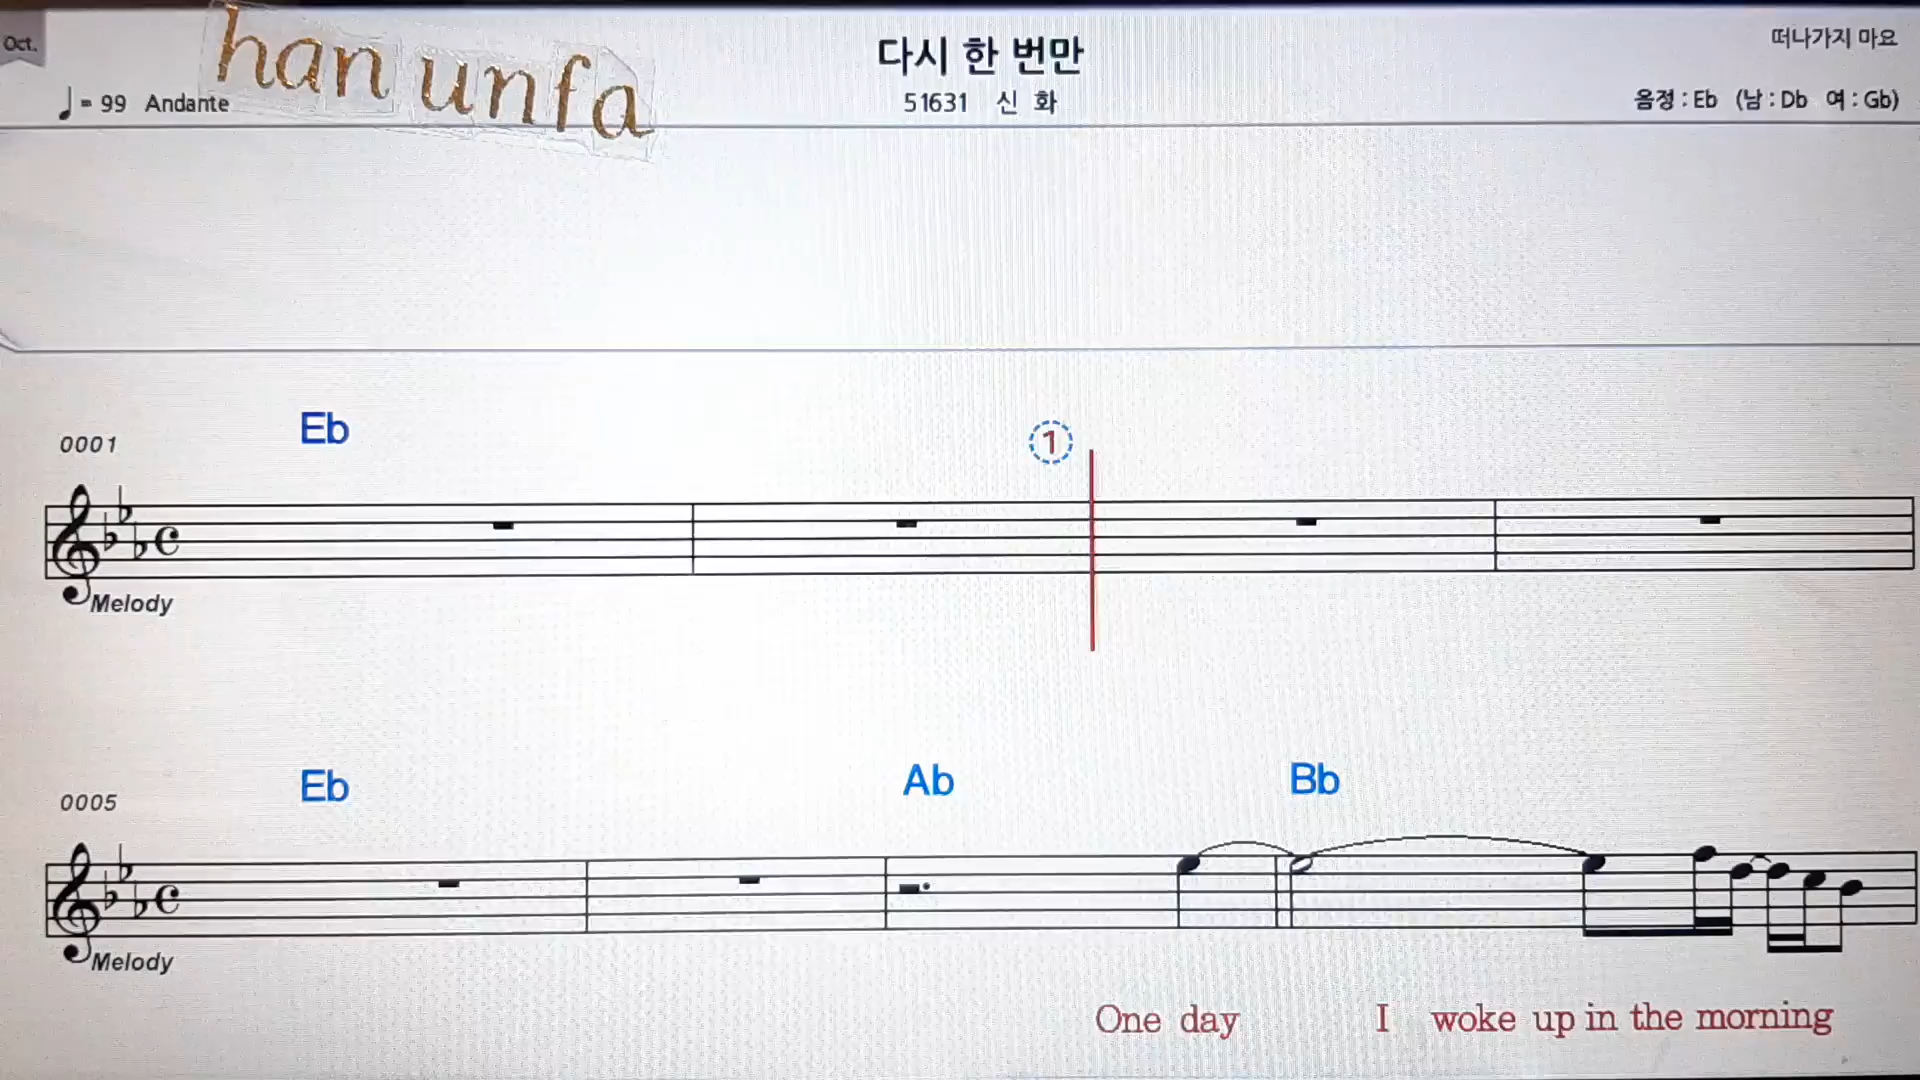 Oct.
han unfa
다시 한 번만
떠나가지 마요
♩= 99 Andante
51631 신 화
음정 : Eb (남 : Db 여 : Gb)
0001
Eb
1
Melody
0005
Eb Ab Bb
Melody
One day I woke up in the morning